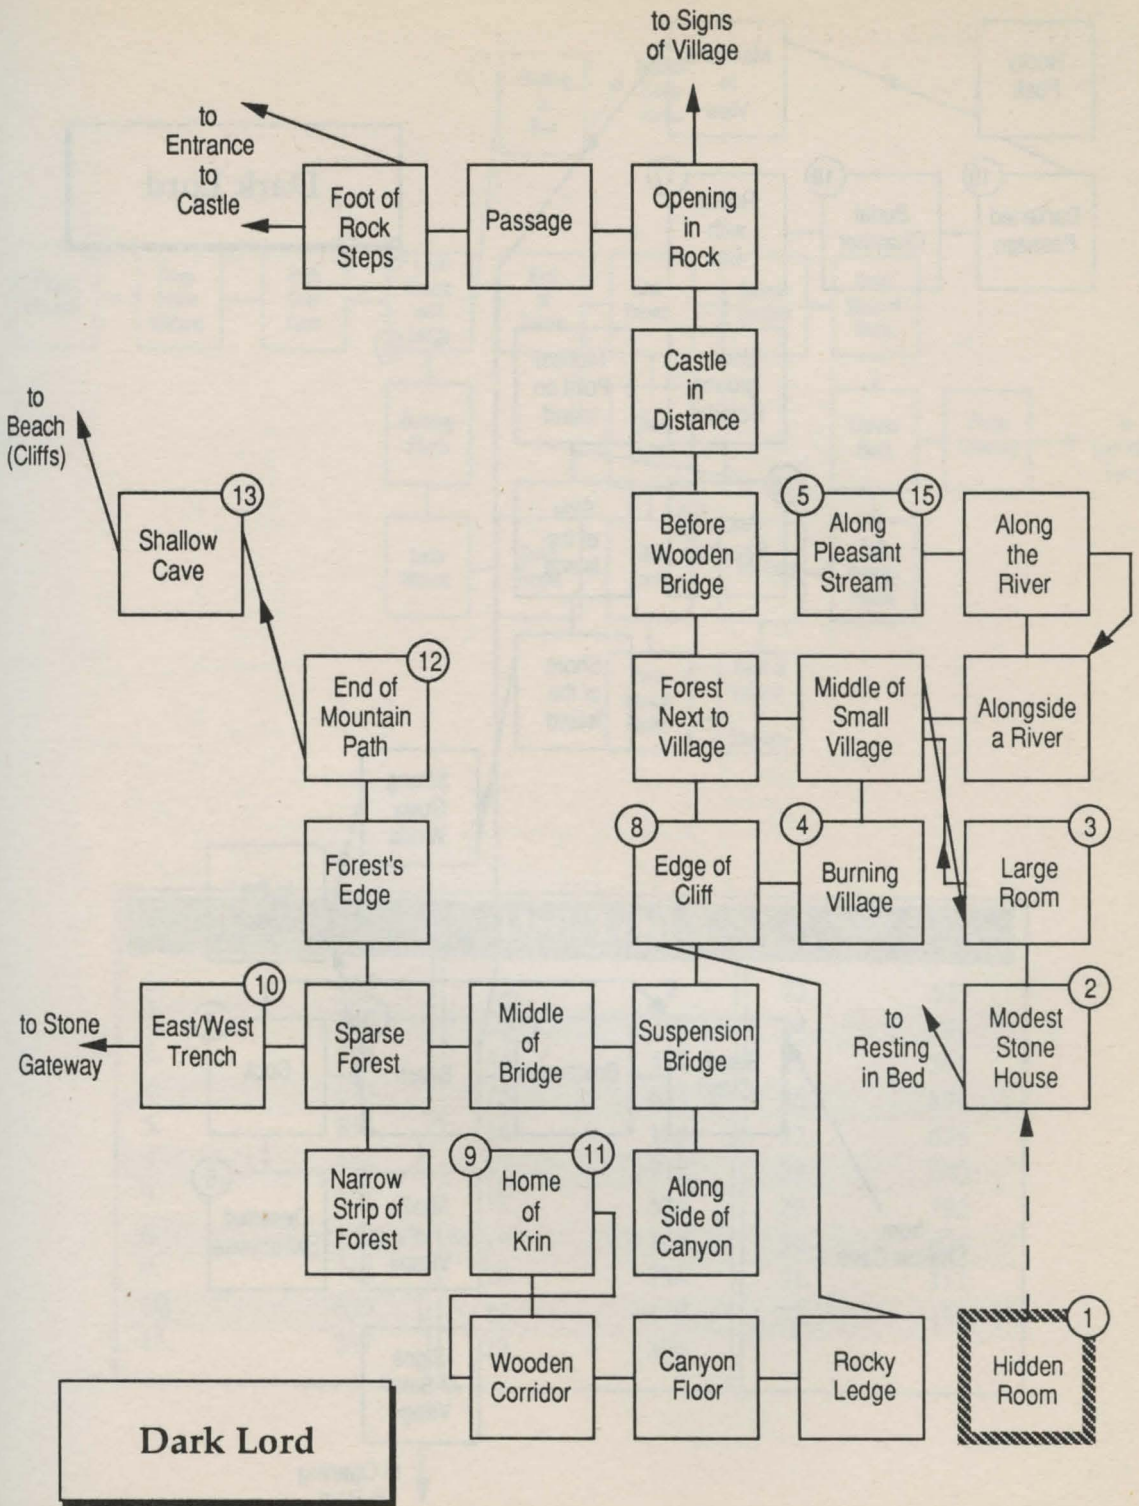 to Signs
of Village
to
Entrance
to
Castle
Foot of
Rock
Steps
Passage
Opening
in
Rock
Castle
in
Distance
to
Beach
(Cliffs)
13
Shallow
Cave
Before
Wooden
Bridge
5
15
Along
Pleasant
Stream
Along
the
River
12
End of
Mountain
Path
Forest
Next to
Village
Middle of
Small
Village
Alongside
a River
Forest's
Edge
8
Edge of
Cliff
4
Burning
Village
3
Large
Room
to Stone
Gateway
10
East/West
Trench
Sparse
Forest
Middle
of
Bridge
Suspension
Bridge
to
Resting
in Bed
2
Modest
Stone
House
Narrow
Strip of
Forest
9
11
Home
of
Krin
Along
Side of
Canyon
Wooden
Corridor
Canyon
Floor
Rocky
Ledge
1
Hidden
Room
Dark Lord